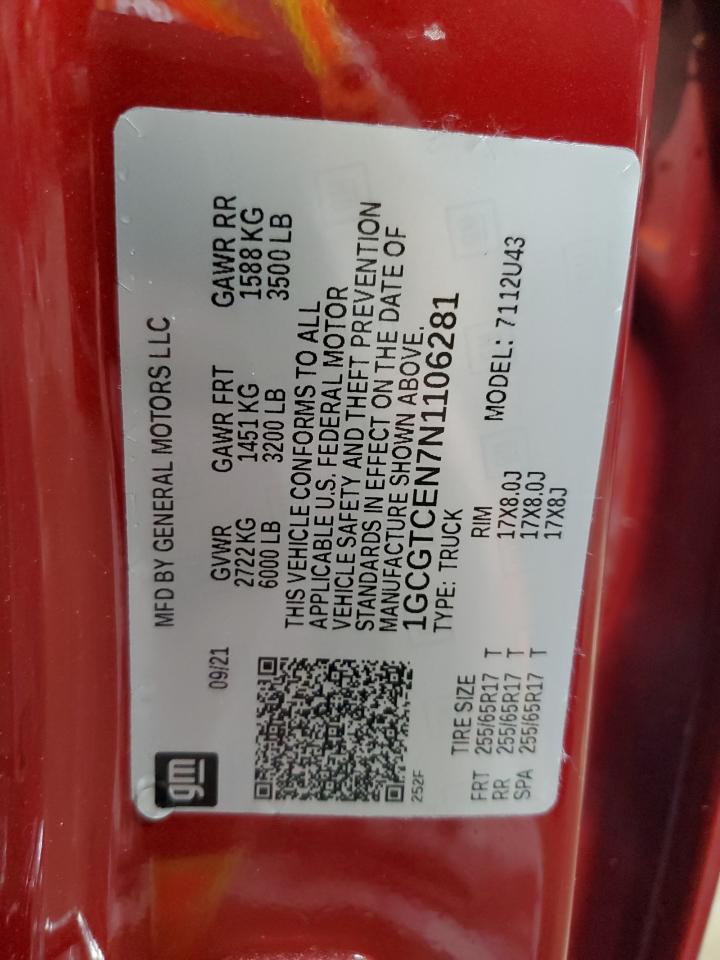 gm
MFD BY GENERAL MOTORS LLC
09/21
GVWR GAWR FRT GAWR RR
2722 KG 1451 KG 1588 KG
6000 LB 3200 LB 3500 LB
THIS VEHICLE CONFORMS TO ALL
APPLICABLE U.S. FEDERAL MOTOR
VEHICLE SAFETY AND THEFT PREVENTION
STANDARDS IN EFFECT ON THE DATE OF
MANUFACTURE SHOWN ABOVE.
1GCGTCEN7N1106281
TYPE: TRUCK
252F
MODEL: 7112U43
TIRE SIZE RIM
FRT 255/65R17 T 17X8.0J
RR 255/65R17 T 17X8.0J
SPA 255/65R17 T 17X8J